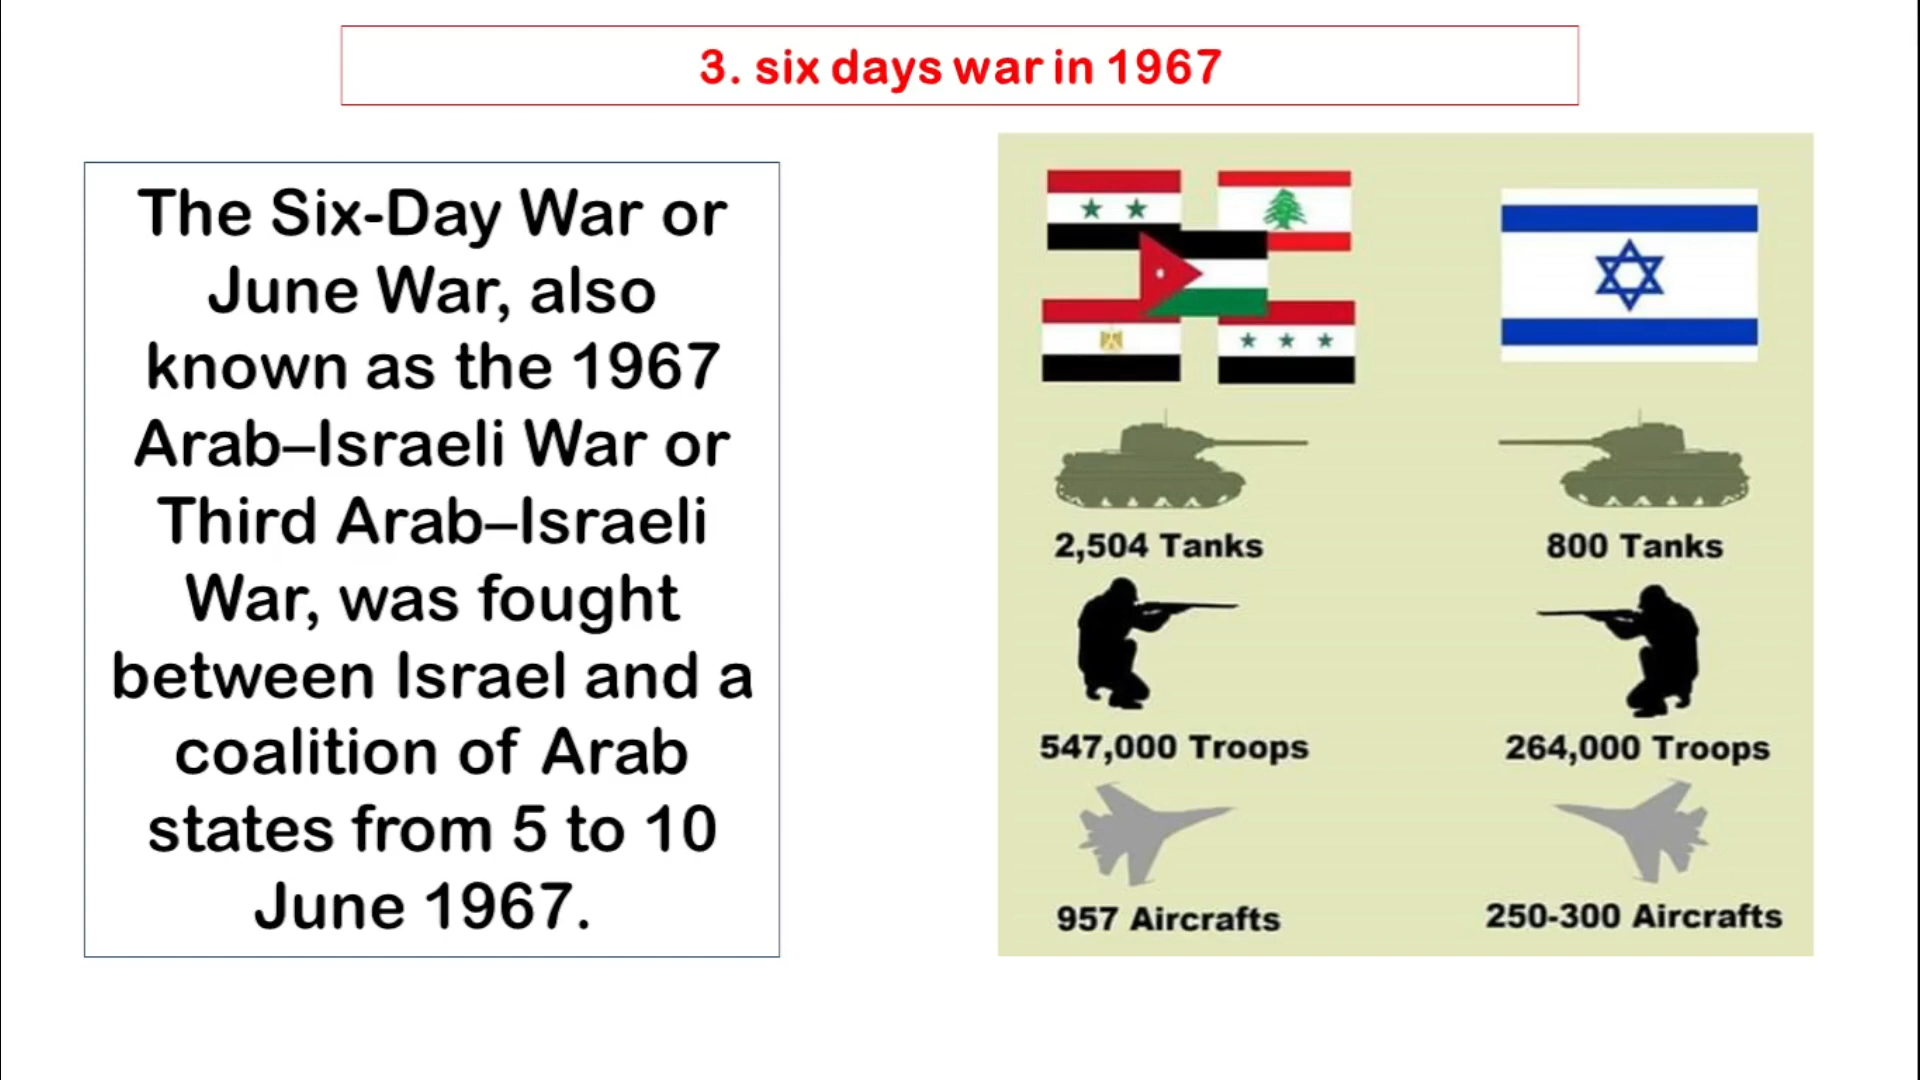 3. six days war in 1967
The Six-Day War or
June War, also
known as the 1967
Arab–Israeli War or
Third Arab–Israeli
War, was fought
between Israel and a
coalition of Arab
states from 5 to 10
June 1967.
2,504 Tanks
800 Tanks
547,000 Troops
264,000 Troops
957 Aircrafts
250-300 Aircrafts